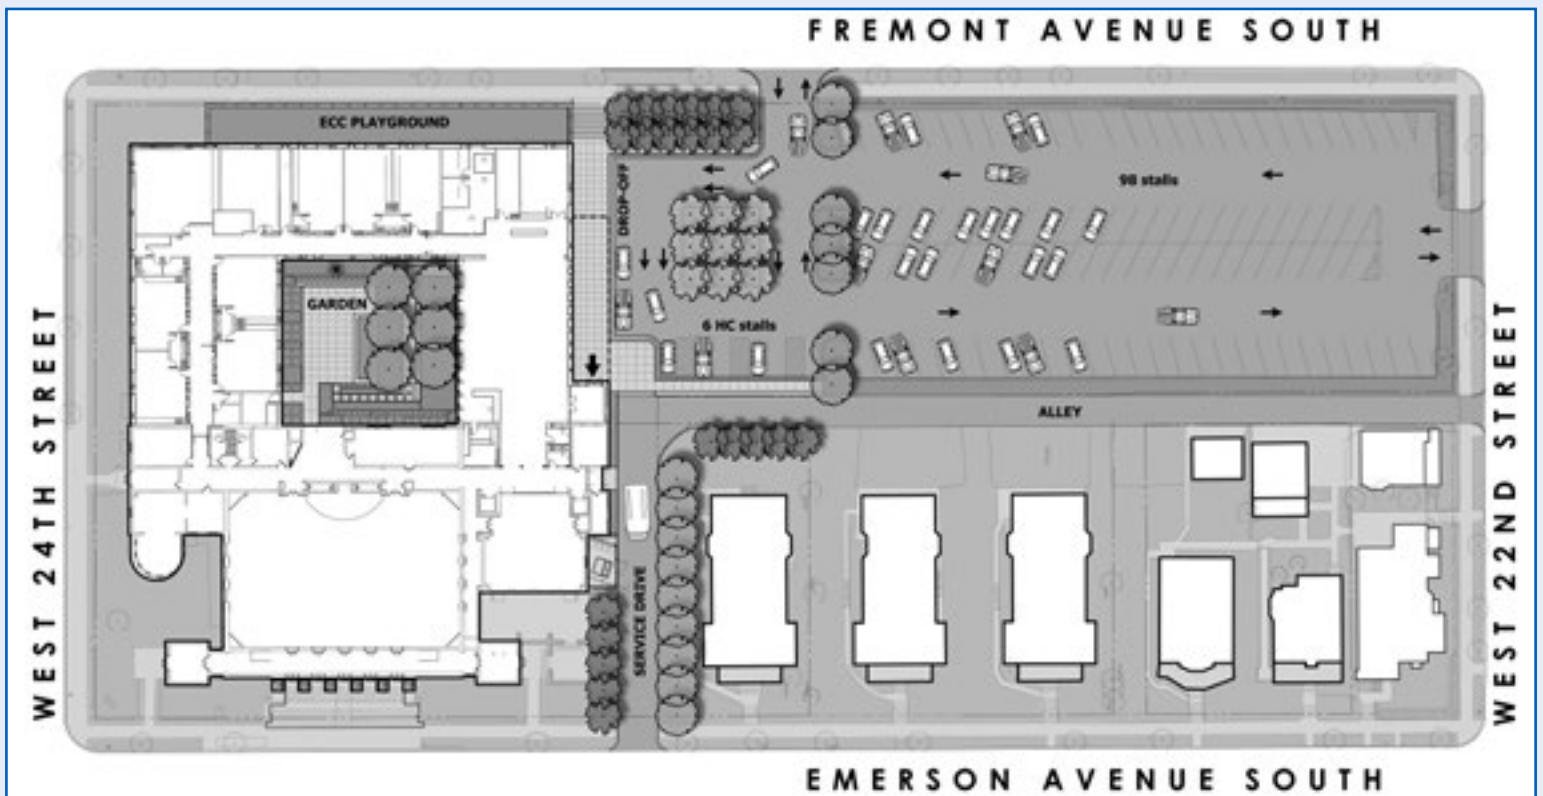 FREMONT AVENUE SOUTH
ECC PLAYGROUND
DROP-OFF
98 stalls
GARDEN
6 HC stalls
WEST 24TH STREET
WEST 22ND STREET
ALLEY
SERVICE DRIVE
EMERSON AVENUE SOUTH